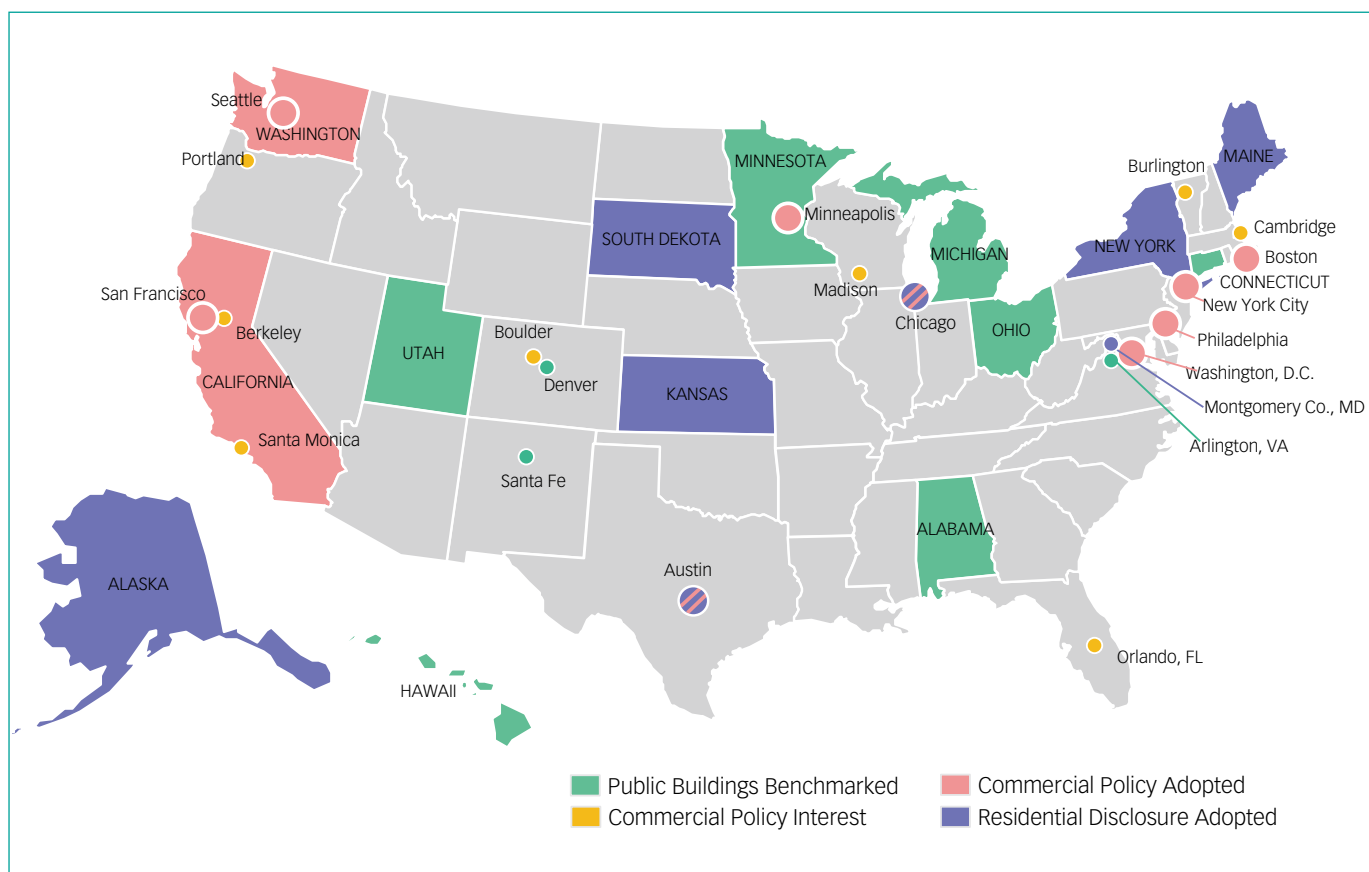 Seattle
WASHINGTON
Portland
MINNESOTA
Minneapolis
SOUTH DEKOTA
MICHIGAN
Madison
Chicago
OHIO
Burlington
MAINE
NEW YORK
Cambridge
Boston
CONNECTICUT
New York City
Philadelphia
Washington, D.C.
Montgomery Co., MD
Arlington, VA
San Francisco
Berkeley
CALIFORNIA
Santa Monica
UTAH
Boulder
Denver
KANSAS
Santa Fe
ALABAMA
Austin
Orlando, FL
ALASKA
HAWAII
Public Buildings Benchmarked
Commercial Policy Interest
Commercial Policy Adopted
Residential Disclosure Adopted